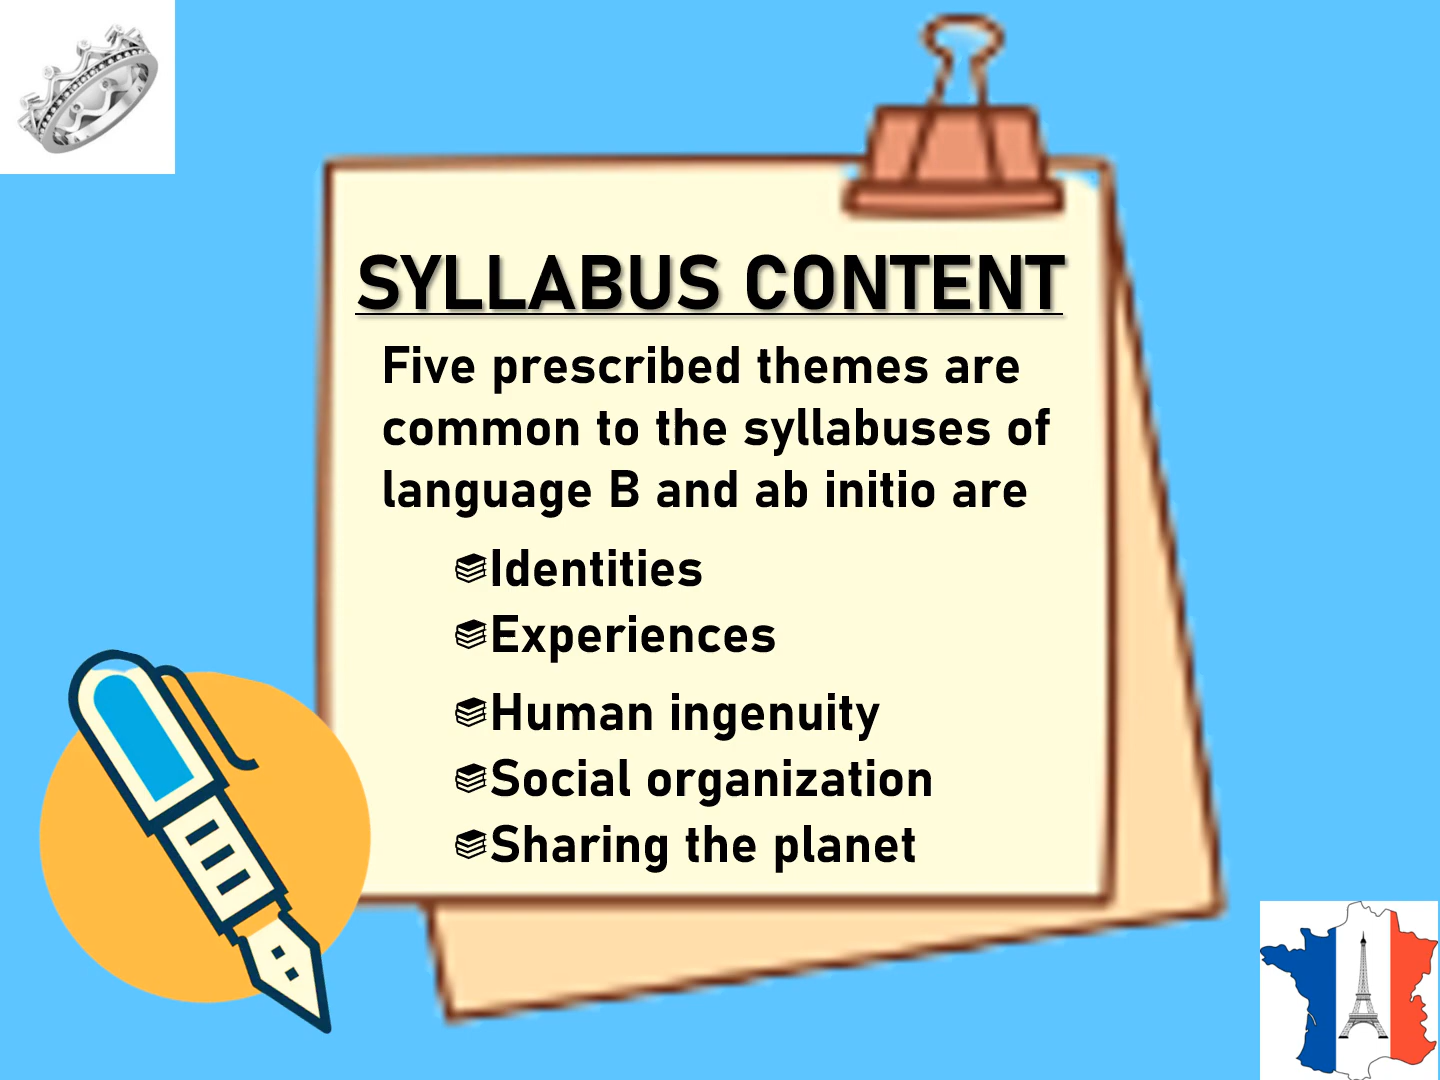 SYLLABUS CONTENT
Five prescribed themes are
common to the syllabuses of
language B and ab initio are
Identities
Experiences
Human ingenuity
Social organization
Sharing the planet